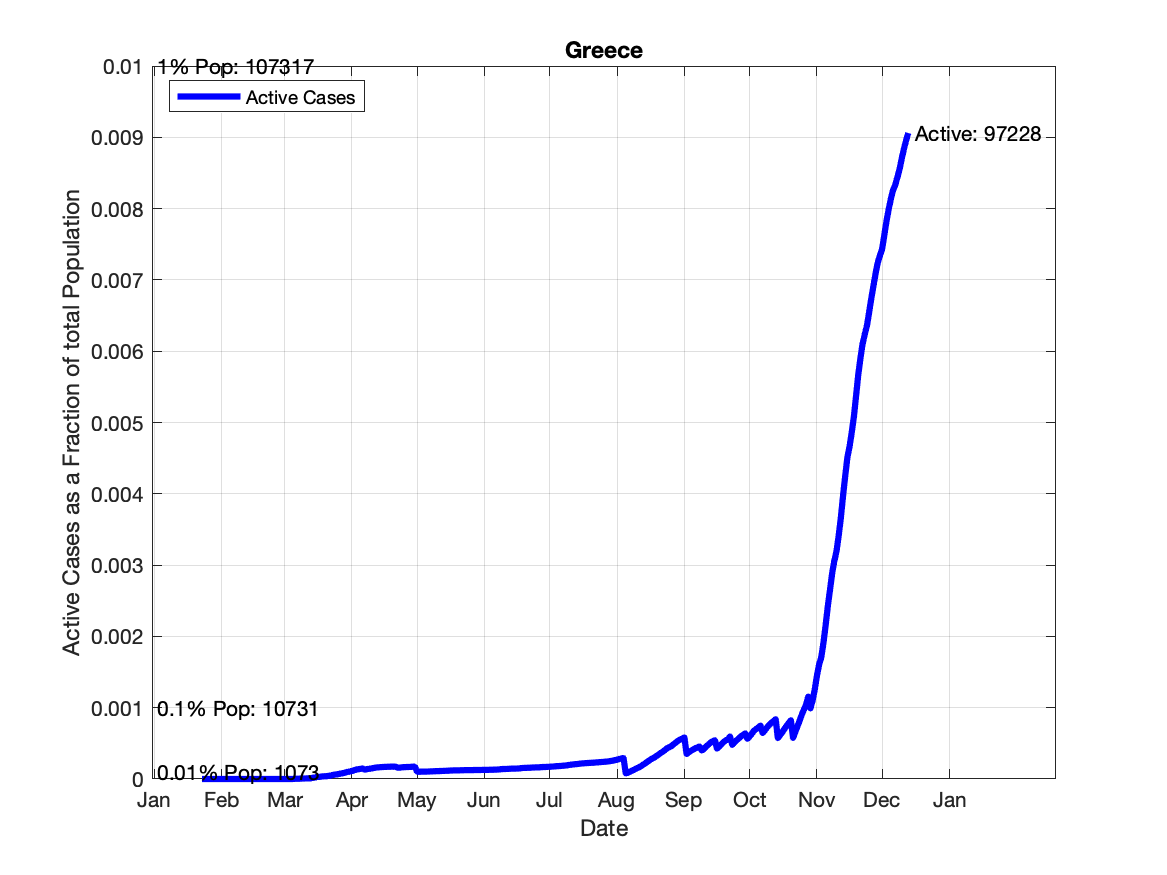 Greece
0.01
1% Pop: 107317
Active Cases
0.009
Active: 97228
0.008
0.007
0.006
0.005
0.004
0.003
0.002
0.001
0.1% Pop: 10731
0.01% Pop: 1073
0
Active Cases as a Fraction of total Population
Jan Feb Mar Apr May Jun Jul Aug Sep Oct Nov Dec Jan
Date